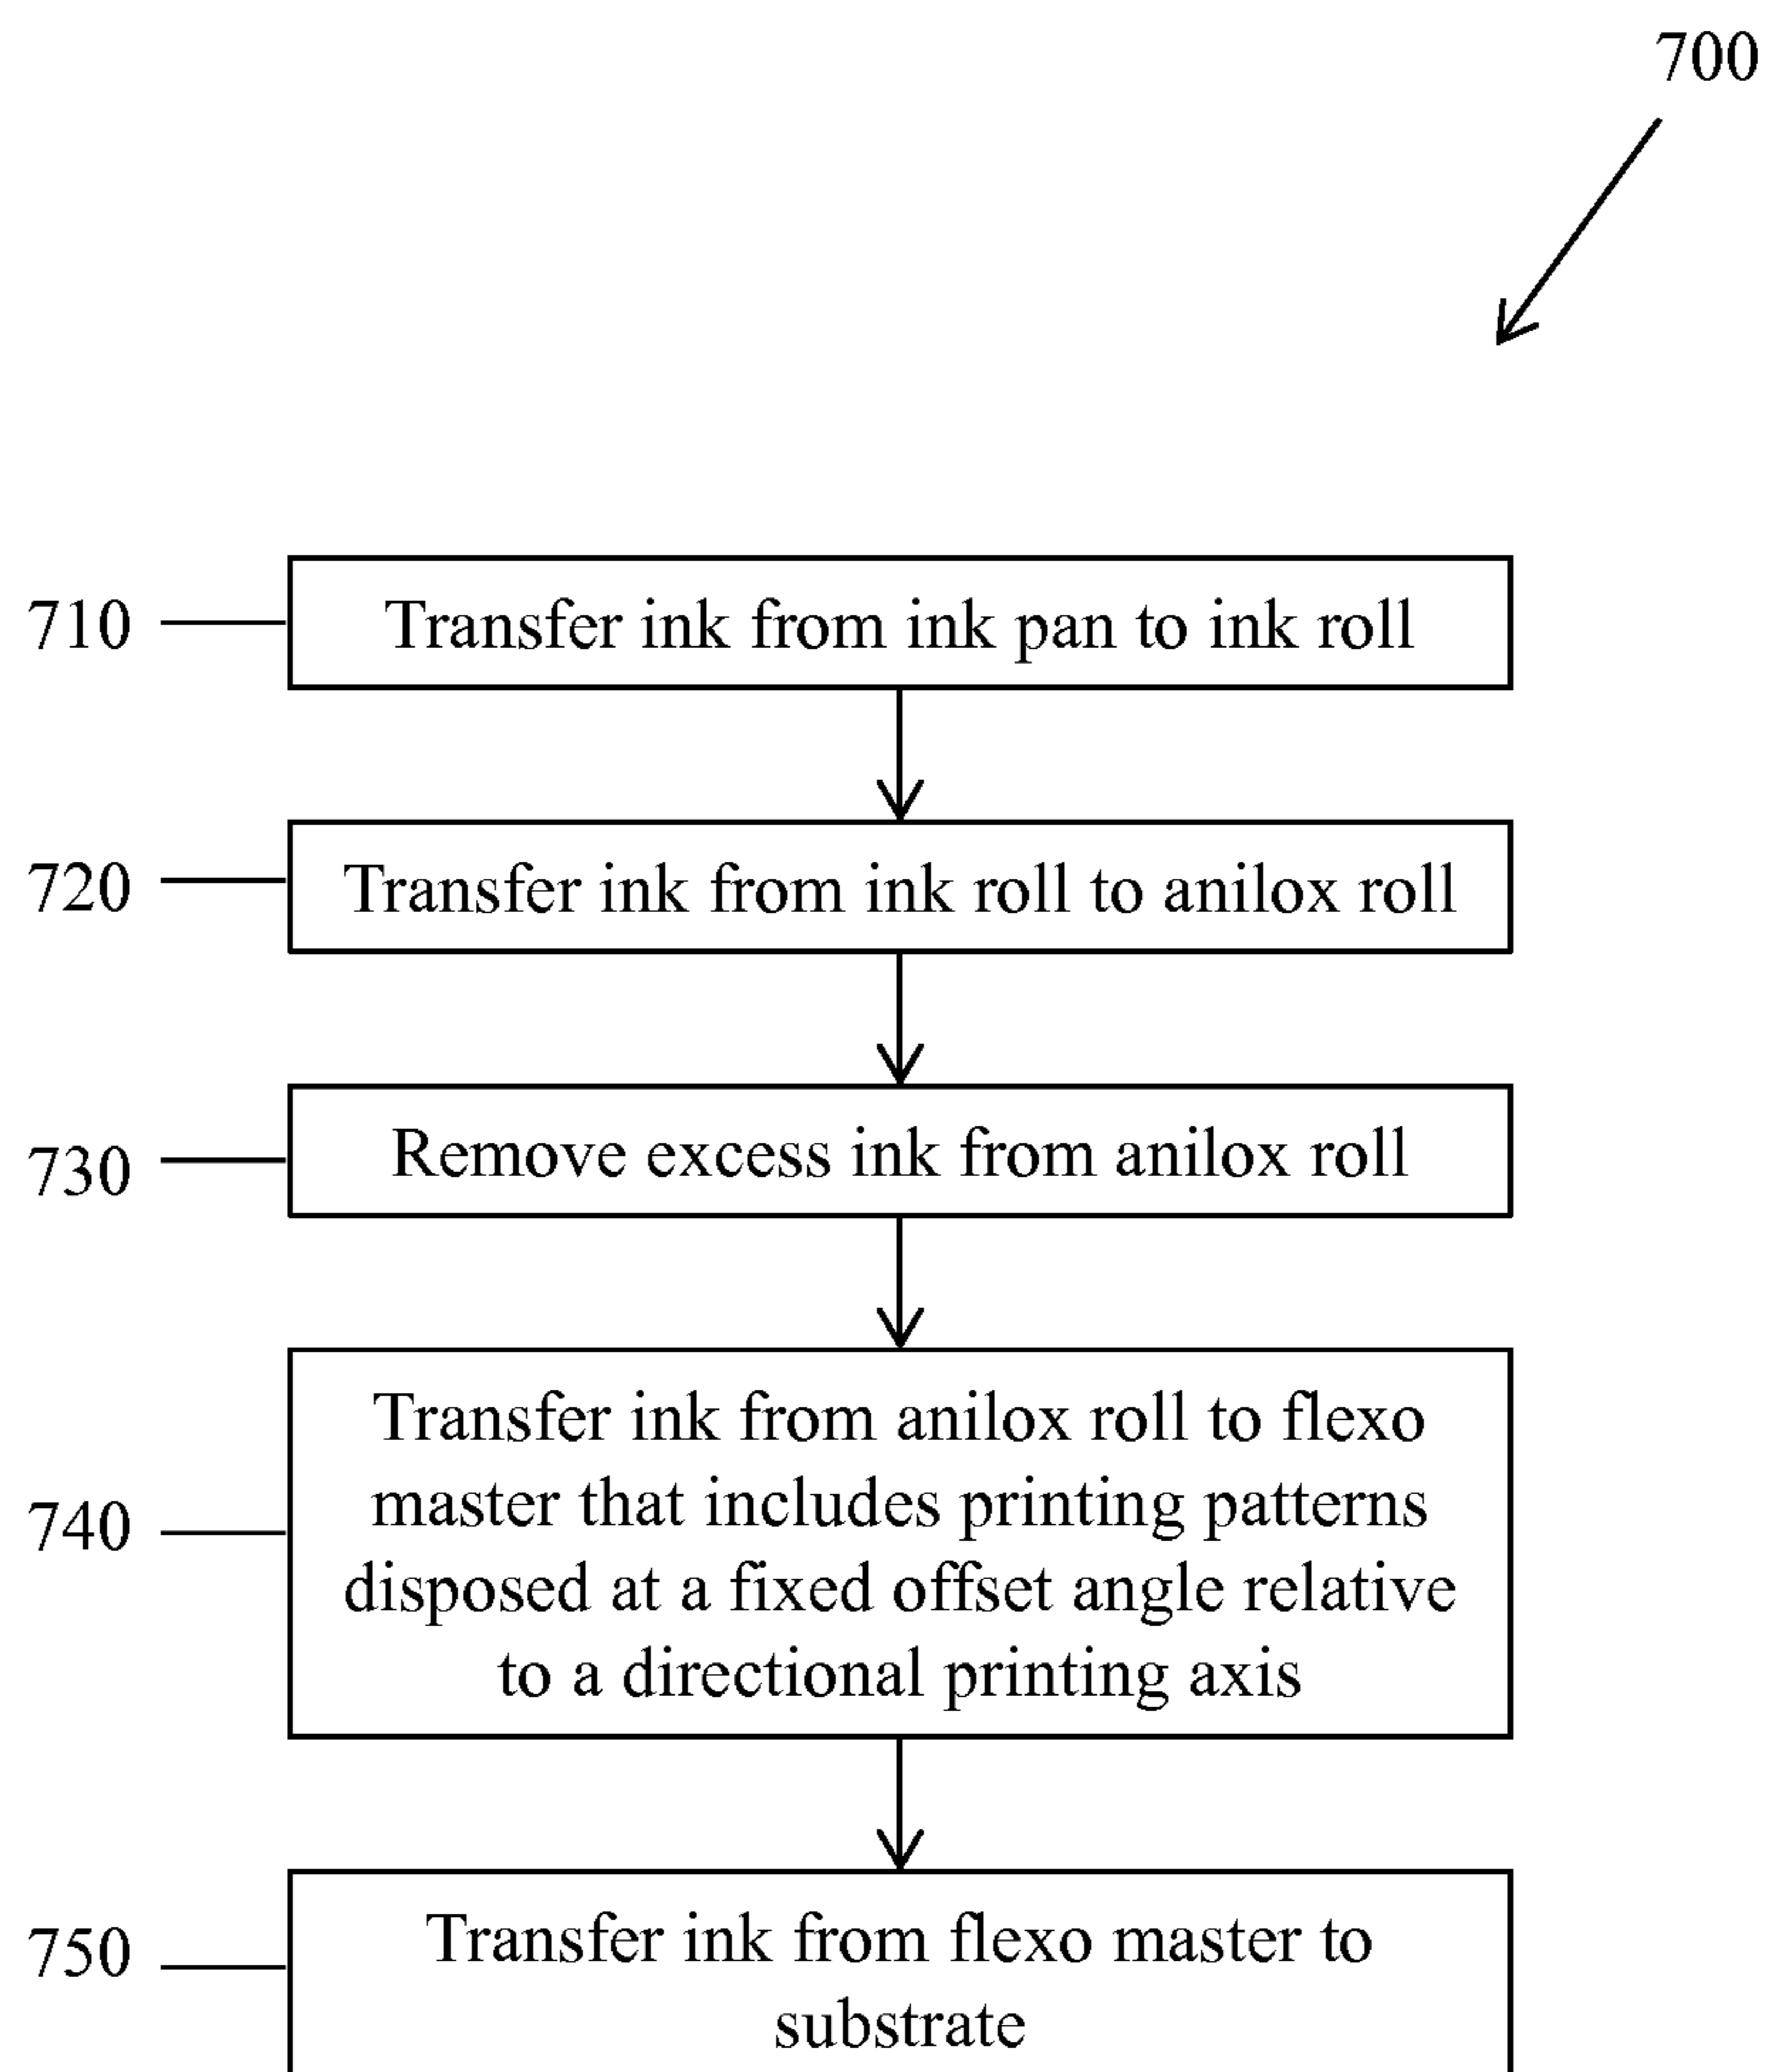 700
710
Transfer ink from ink pan to ink roll
720
Transfer ink from ink roll to anilox roll
730
Remove excess ink from anilox roll
740
Transfer ink from anilox roll to flexo
master that includes printing patterns
disposed at a fixed offset angle relative
to a directional printing axis
750
Transfer ink from flexo master to
substrate